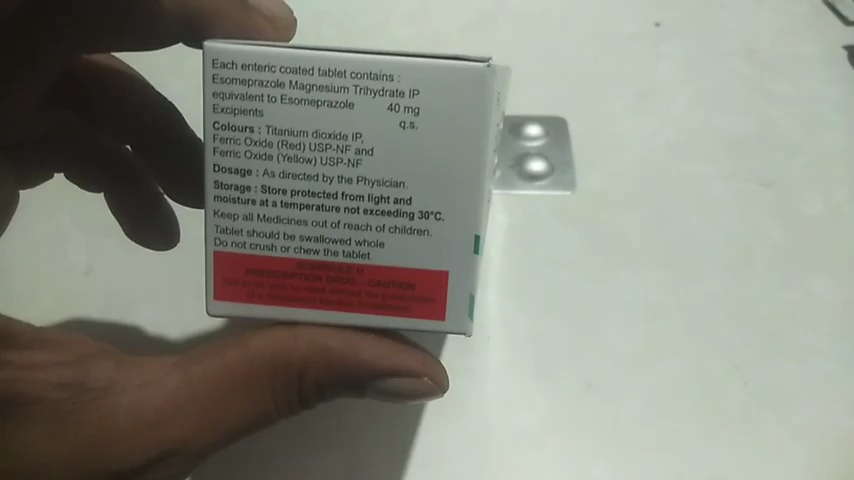 Each enteric coated tablet contains :
Esomeprazole Magnesium Trihydrate IP
equivalent to Esomeprazole 40 mg
Excipients q.s.
Colours : Titanium dioxide IP,
Ferric Oxide (Red) USP-NF and
Ferric Oxide (Yellow) USP-NF
Dosage : As directed by the Physician.
Storage : Store protected from light and
moisture at a temperature not exceeding 30°C.
Keep all Medicines out of reach of children.
Tablet should be swallowed whole
Do not crush or chew the tablet
SCHEDULE H
PRESCRIPTION DRUG – CAUTION